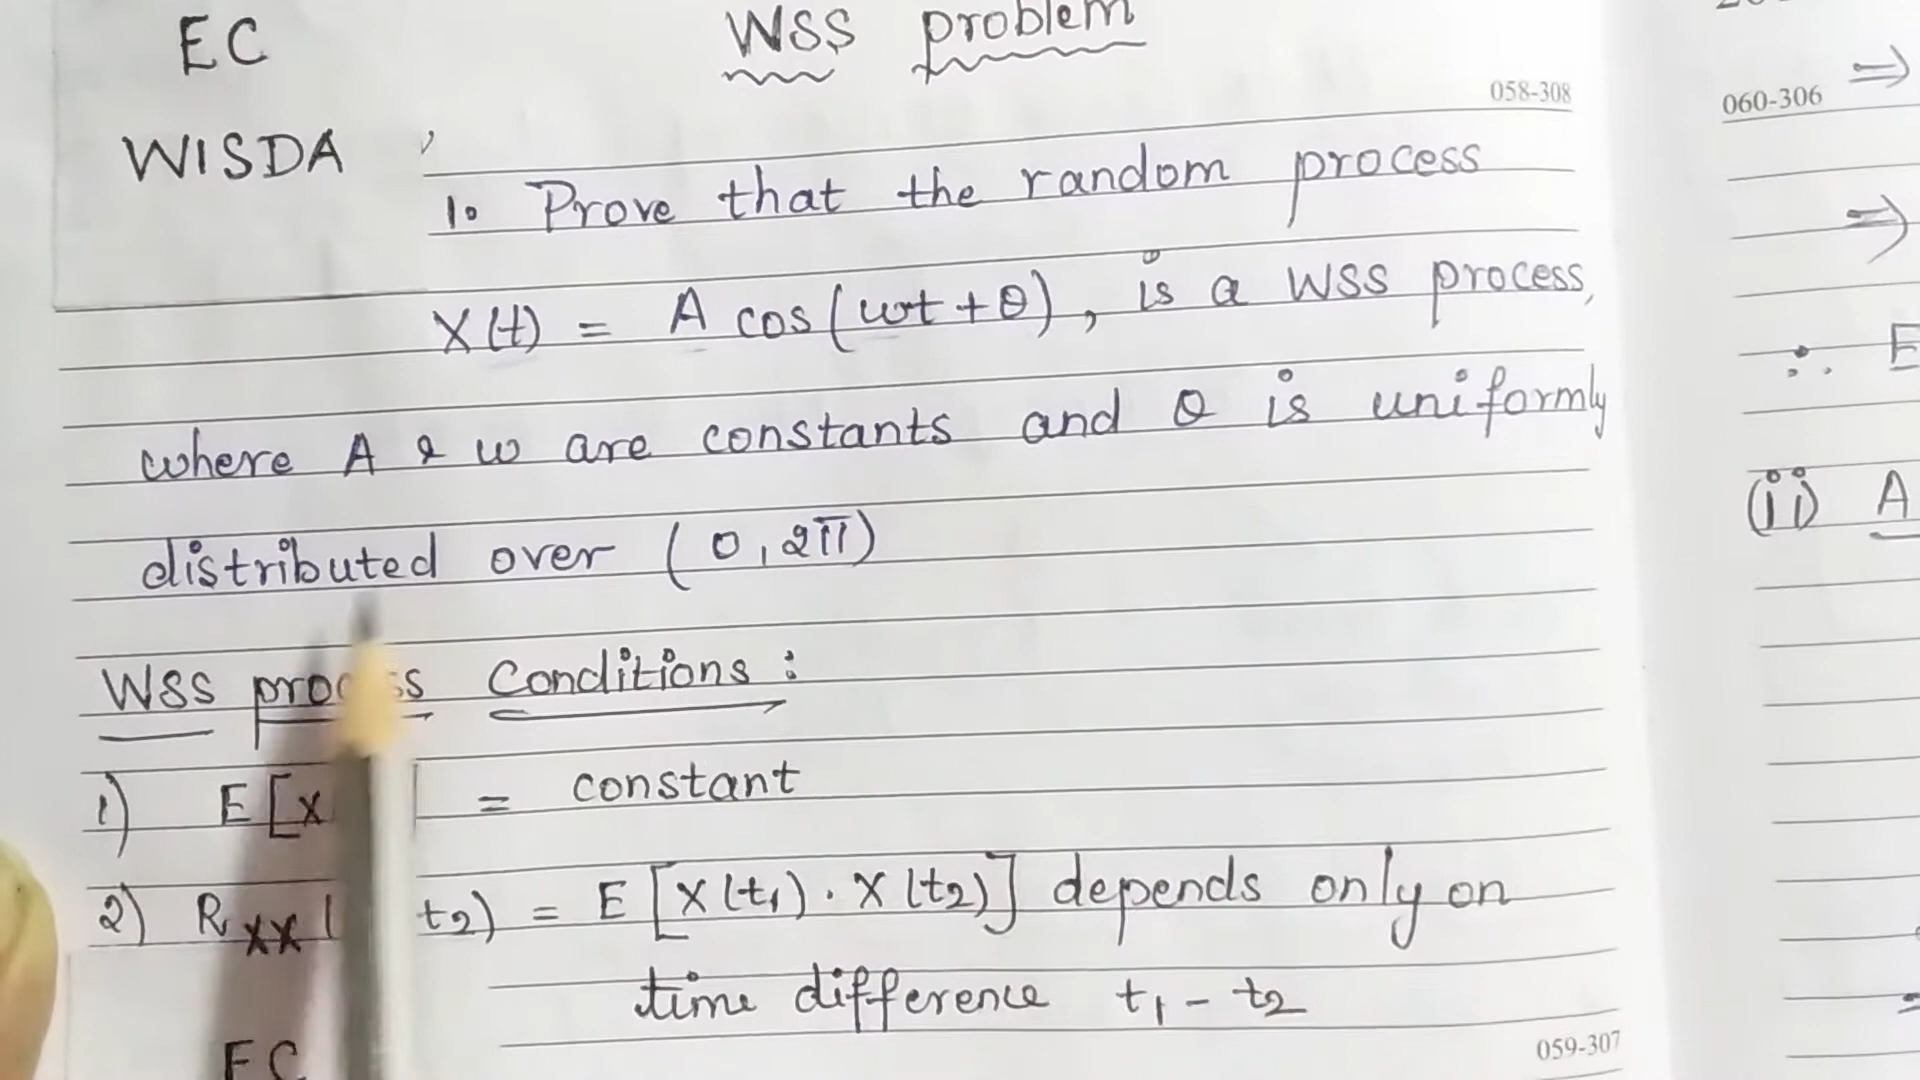 EC
WSS problem
058-308
WISDA
1. Prove that the random process
X(t) = A cos(ωt + θ), is a WSS process,
where A & ω are constants and θ is uniformly
distributed over (0, 2π)
WSS process Conditions :
1) E[X = constant
2) RXX( t2) = E[X(t1) · X(t2)] depends only on
time difference t1 - t2
059-307
EC
060-306 ⇒
⇒
∴ E
(ii) A